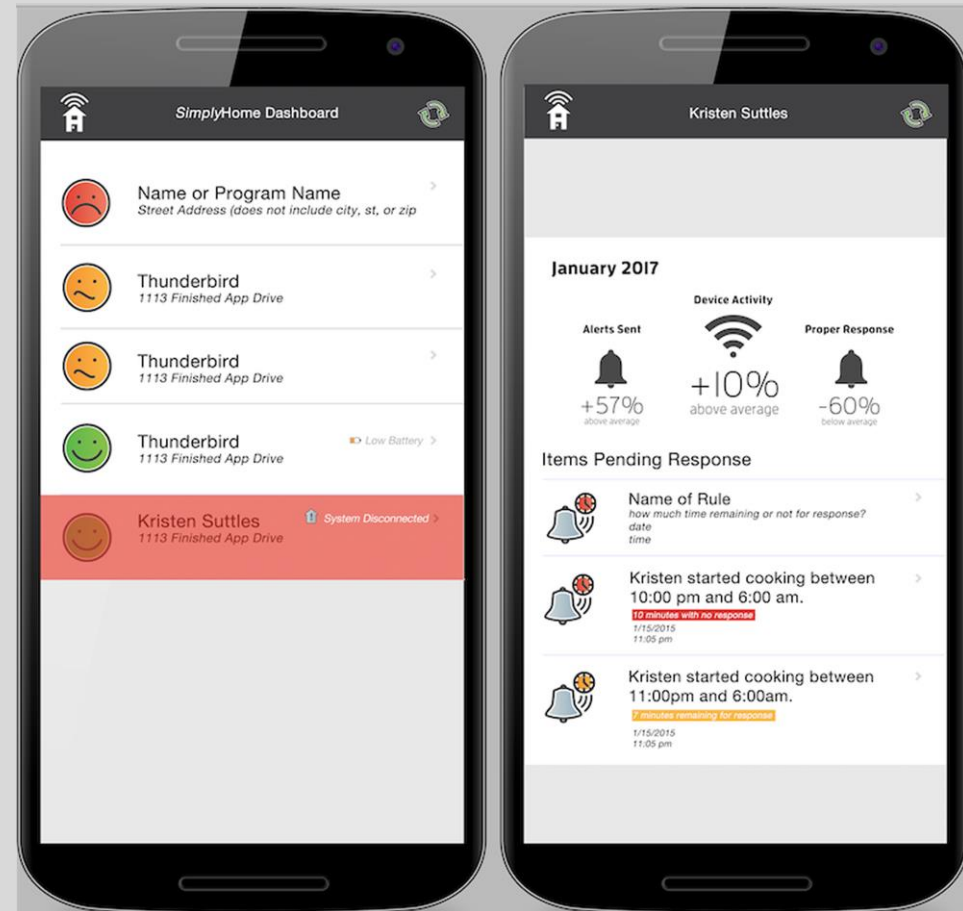 SimplyHome Dashboard
Name or Program Name
Street Address (does not include city, st, or zip
Thunderbird
1113 Finished App Drive
Thunderbird
1113 Finished App Drive
Thunderbird
Low Battery
1113 Finished App Drive
Kristen Suttles
System Disconnected
1113 Finished App Drive
Kristen Suttles
January 2017
Device Activity
Alerts Sent
Proper Response
+10%
above average
+57%
above average
-60%
below average
Items Pending Response
Name of Rule
how much time remaining or not for response?
date
time
Kristen started cooking between
10:00 pm and 6:00 am.
10 minutes with no response
1/15/2015
11:05 pm
Kristen started cooking between
11:00pm and 6:00am.
7 minutes remaining for response
1/15/2015
11:05 pm